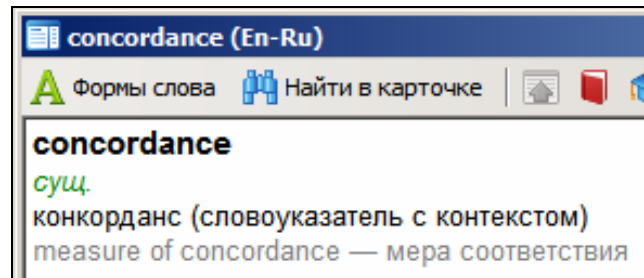 concordance (En-Ru)
Формы слова Найти в карточке
concordance
сущ.
конкорданс (словоуказатель с контекстом)
measure of concordance — мера соответствия